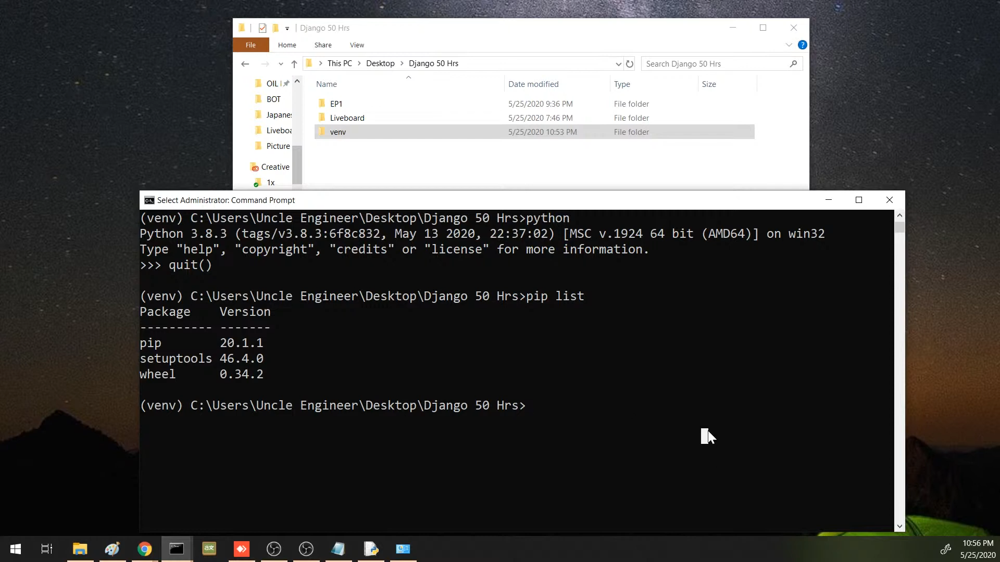 Django 50 Hrs
File Home Share View
This PC > Desktop > Django 50 Hrs
Search Django 50 Hrs
Name Date modified Type Size
OIL
BOT
Japanes
Liveboa
Picture
Creative
1x
EP1 5/25/2020 9:36 PM File folder
Liveboard 5/25/2020 7:46 PM File folder
venv 5/25/2020 10:53 PM File folder
Select Administrator: Command Prompt
(venv) C:\Users\Uncle Engineer\Desktop\Django 50 Hrs>python
Python 3.8.3 (tags/v3.8.3:6f8c832, May 13 2020, 22:37:02) [MSC v.1924 64 bit (AMD64)] on win32
Type "help", "copyright", "credits" or "license" for more information.
>>> quit()
(venv) C:\Users\Uncle Engineer\Desktop\Django 50 Hrs>pip list
Package    Version
---------- -------
pip        20.1.1
setuptools 46.4.0
wheel      0.34.2
(venv) C:\Users\Uncle Engineer\Desktop\Django 50 Hrs>
10:56 PM
5/25/2020